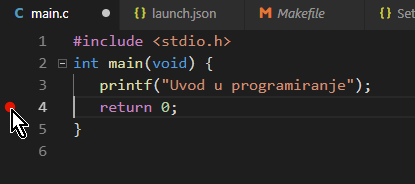 C main.c ● {} launch.json M Makefile {} Set
1 #include <stdio.h>
2 int main(void) {
3 printf("Uvod u programiranje");
4 return 0;
5 }
6